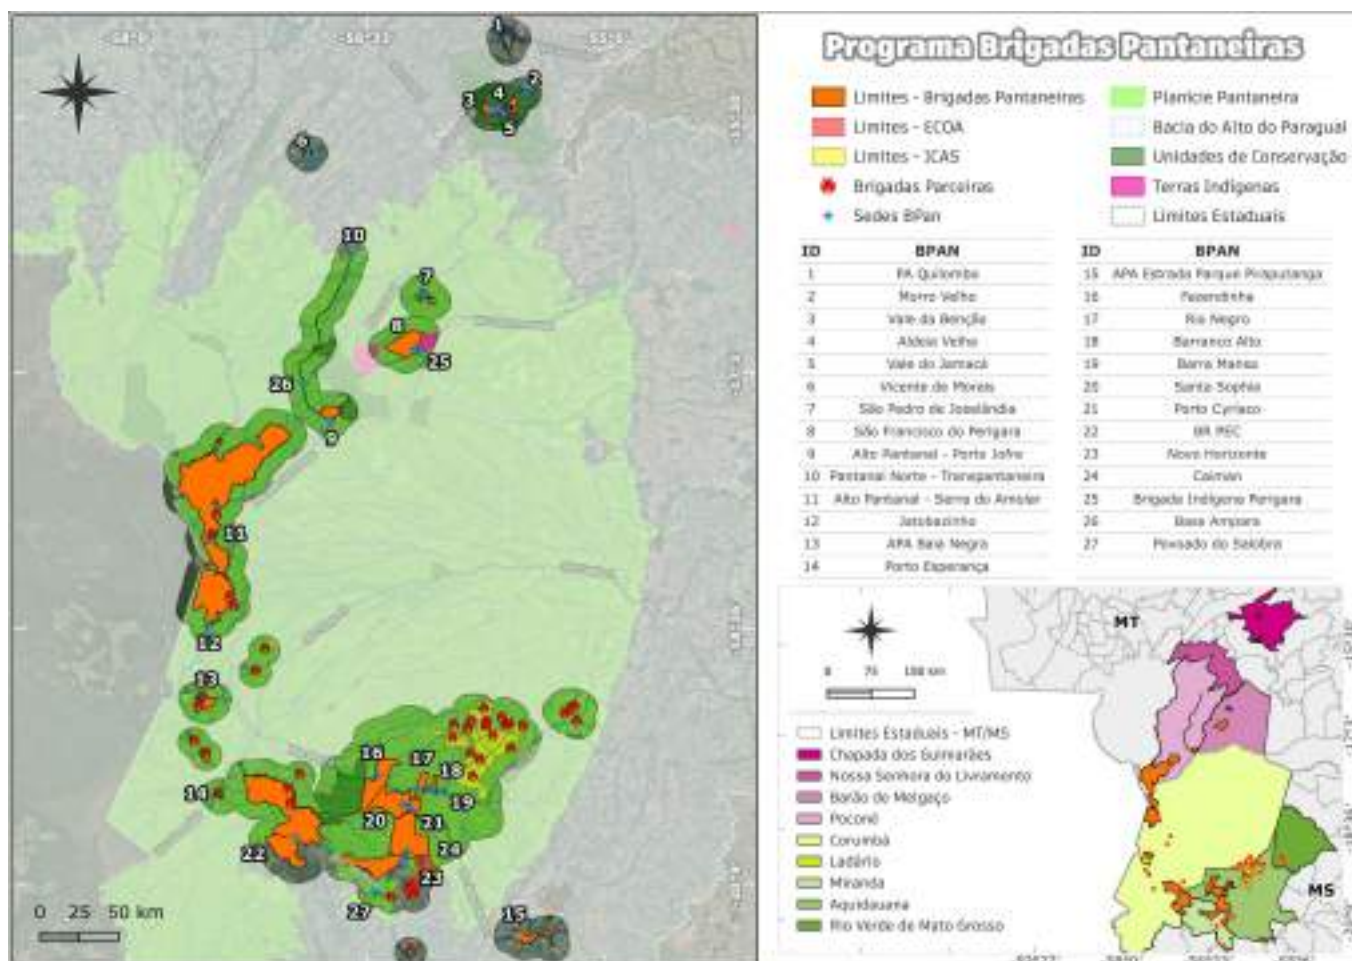 Programa Brigadas Pantaneiras
Limites - Brigadas Pantaneiras
Limites - ECOA
Limites - ICAS
Brigadas Parceiras
Sedes BPan
Planície Pantaneira
Bacia do Alto do Paraguai
Unidades de Conservação
Terras Indígenas
Limites Estaduais
ID BPAN
1 PA Quilombo
2 Morro Velho
3 Vale da Benção
4 Aldeia Velha
5 Vale do Jamacá
6 Vicente de Morais
7 São Pedro de Joselândia
8 São Francisco do Perigara
9 Alto Pantanal - Porto Jofre
10 Pantanal Norte - Transpantaneira
11 Alto Pantanal - Serra do Amolar
12 Jatobazinho
13 APA Baía Negra
14 Porto Esperança
ID BPAN
15 APA Estrada Parque Piraputanga
16 Fazendinha
17 Rio Negro
18 Barranco Alto
19 Barra Mansa
20 Santa Sophia
21 Porto Cyriaco
22 BR PEC
23 Novo Horizonte
24 Caiman
25 Brigada Indígena Perigara
26 Baía
27 Povoado do Salobra
1
2
3
4
5
6
10
7
8
25
26
9
11
12
13
14
16
17
18
19
20
21
22
24
23
27
15
0 25 50 km
MT
MS
0 75 150 km
Limites Estaduais - MT/MS
Chapada dos Guimarães
Nossa Senhora do Livramento
Barão de Melgaço
Poconé
Corumbá
Ladário
Miranda
Aquidauana
Rio Verde de Mato Grosso